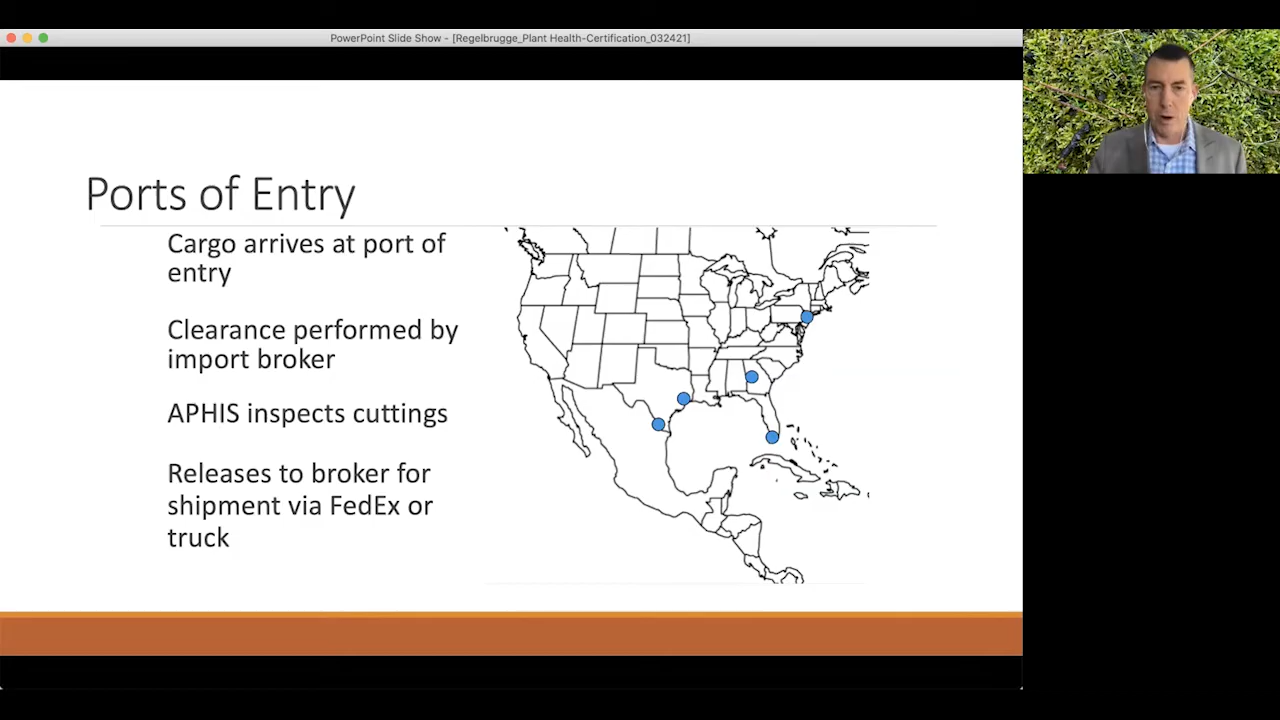 PowerPoint Slide Show - [Regelbrugge_Plant Health-Certification_032421]
Ports of Entry
Cargo arrives at port of
entry
Clearance performed by
import broker
APHIS inspects cuttings
Releases to broker for
shipment via FedEx or
truck